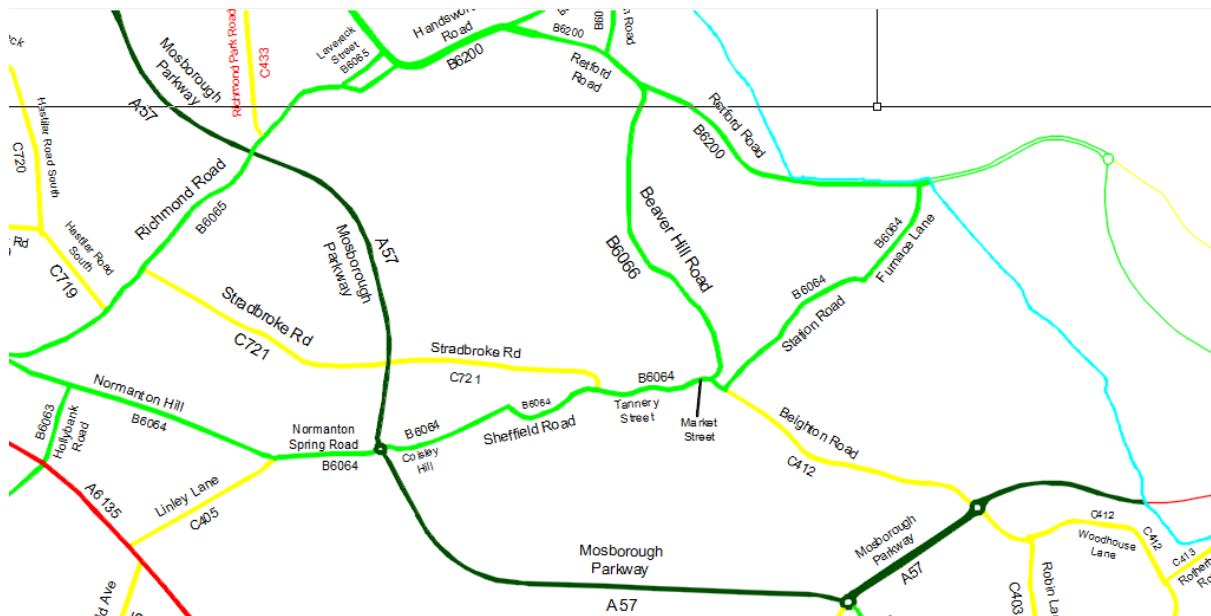 Mosborough
Parkway
A57
Richmond Park Road
C433
Laverack
Street
B6065
Road
B6200
B6200
Retford
Road
Road
Retford Road
B6200
Hastilar Road South
C720
Rd
Hastilar Road
South
C719
Richmond Road
B6065
A57
Mosborough
Parkway
Beaver Hill Road
B6066
B6064
Furnace Lane
B6064
Station Road
Stradbroke Rd
C721
Stradbroke Rd
C721
B6064
Tannery
Street
Market
Street
Normanton Hill
B6064
B6063
Hollybank
Road
Normanton
Spring Road
B6064
B6064
Coisley
Hill
B6064
Sheffield Road
Beighton Road
C412
A6135
Linley Lane
C405
Mosborough
Parkway
A57
Mosborough
Parkway
A57
C412
Woodhouse
Lane
C412
C413
C403
Ave